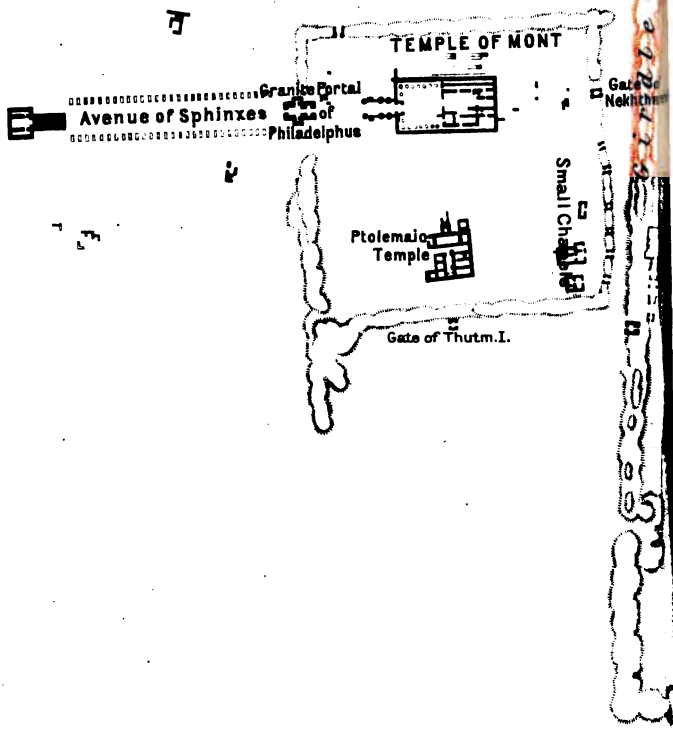 TEMPLE OF MONT
Granite Portal
of
Philadelphus
Avenue of Sphinxes
Gate of
Small Chapels
Ptolemaic
Temple
Gate of Thutm.I.
Girdle